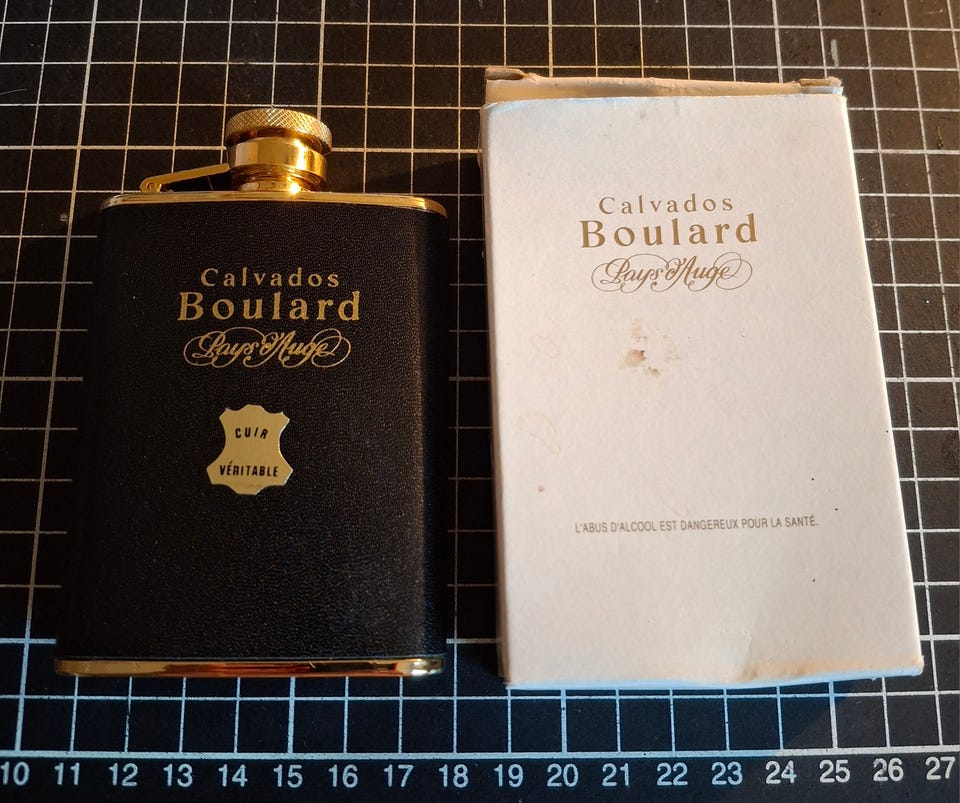 Calvados
Boulard
Pays d'Auge
CUIR
VÉRITABLE
Calvados
Boulard
Pays d'Auge
L'ABUS D'ALCOOL EST DANGEREUX POUR LA SANTÉ.
10 11 12 13 14 15 16 17 18 19 20 21 22 23 24 25 26 27